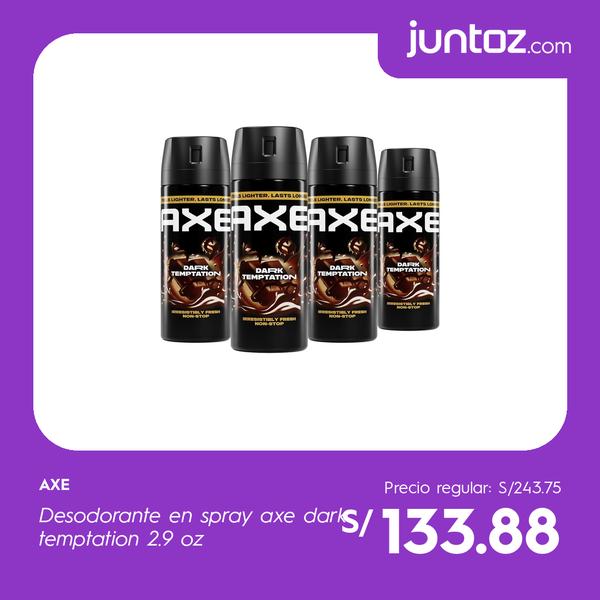 juntoz.com
LIGHTER. LASTS
AXE AXE AXE AXE
DARK
TEMPTATION
DARK
TEMPTATION
DARK
TEMPTATION
DARK
TEMPTATION
IRRESISTIBLY FRESH
NON-STOP
IRRESISTIBLY FRESH
NON-STOP
IRRESISTIBLY FRESH
NON-STOP
IRRESISTIBLY FRESH
NON-STOP
AXE
Precio regular: S/243.75
Desodorante en spray axe dark
temptation 2.9 oz
S/ 133.88